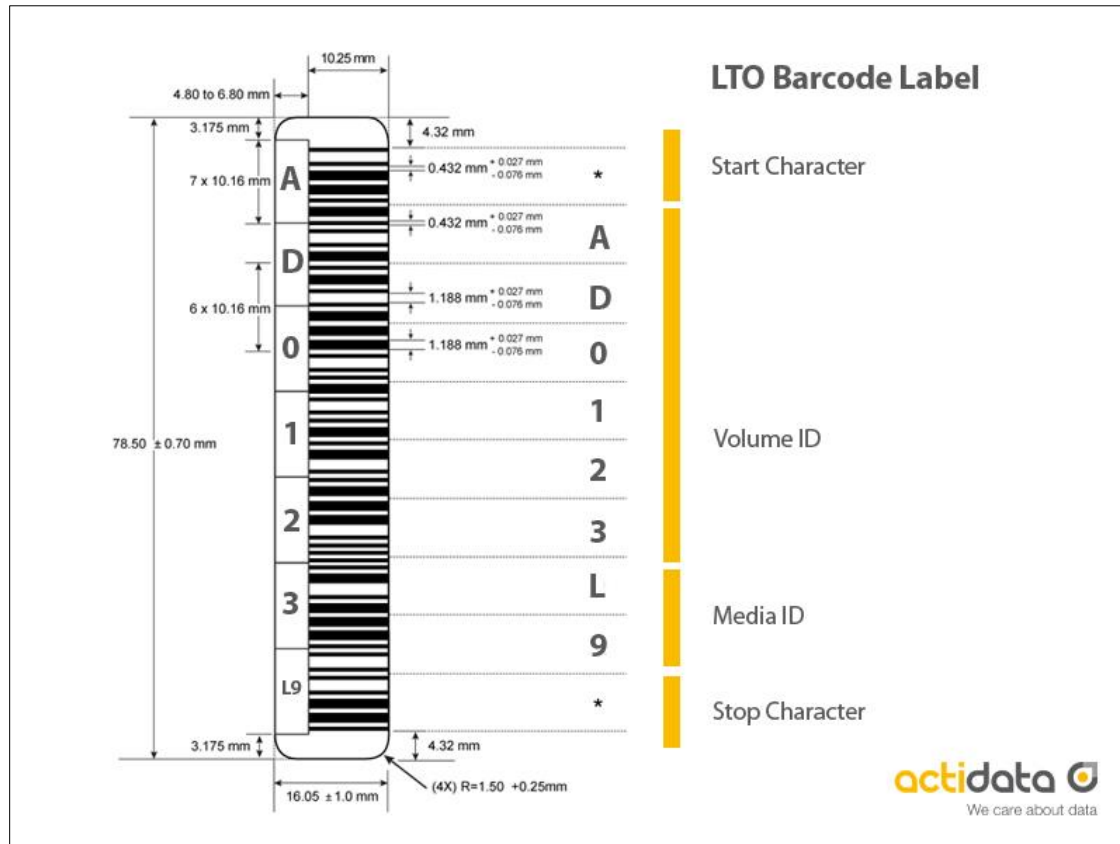 10.25 mm
LTO Barcode Label
4.80 to 6.80 mm
3.175 mm
4.32 mm
Start Character
7 x 10.16 mm
A
0.432 mm + 0.027 mm - 0.076 mm
*
0.432 mm + 0.027 mm - 0.076 mm
A
D
6 x 10.16 mm
1.188 mm + 0.027 mm - 0.076 mm
D
0
1.188 mm + 0.027 mm - 0.076 mm
0
1
1
78.50 ± 0.70 mm
Volume ID
2
2
3
3
L
Media ID
9
L9
*
Stop Character
3.175 mm
4.32 mm
(4X) R=1.50 +0.25mm
16.05 ± 1.0 mm
actidata
We care about data